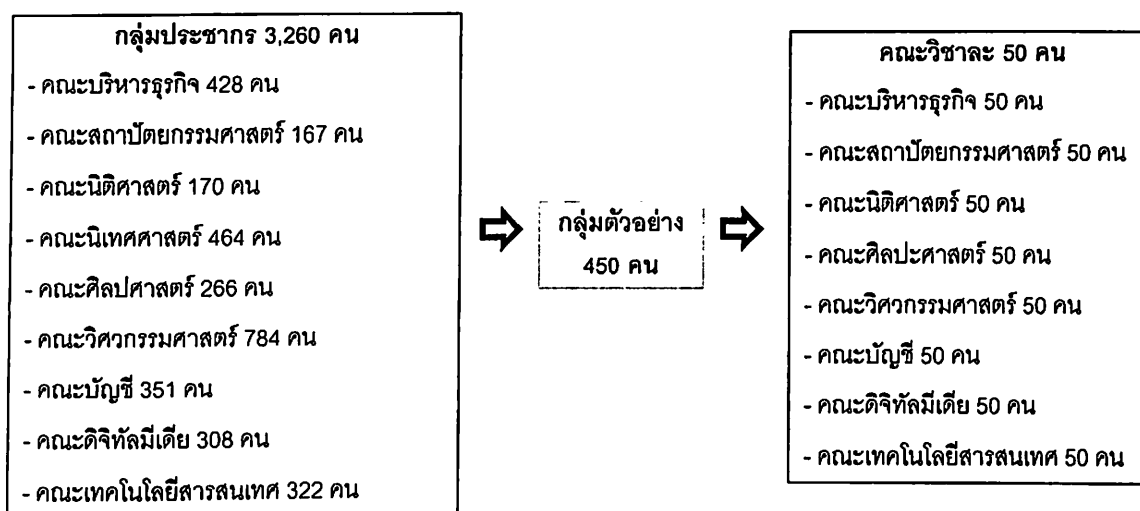 กลุ่มประชากร 3,260 คน
- คณะบริหารธุรกิจ 428 คน
- คณะสถาปัตยกรรมศาสตร์ 167 คน
- คณะนิติศาสตร์ 170 คน
- คณะนิเทศศาสตร์ 464 คน
- คณะศิลปศาสตร์ 266 คน
- คณะวิศวกรรมศาสตร์ 784 คน
- คณะบัญชี 351 คน
- คณะดิจิทัลมีเดีย 308 คน
- คณะเทคโนโลยีสารสนเทศ 322 คน
กลุ่มตัวอย่าง
450 คน
คณะวิชาละ 50 คน
- คณะบริหารธุรกิจ 50 คน
- คณะสถาปัตยกรรมศาสตร์ 50 คน
- คณะนิติศาสตร์ 50 คน
- คณะศิลปะศาสตร์ 50 คน
- คณะวิศวกรรมศาสตร์ 50 คน
- คณะบัญชี 50 คน
- คณะดิจิทัลมีเดีย 50 คน
- คณะเทคโนโลยีสารสนเทศ 50 คน